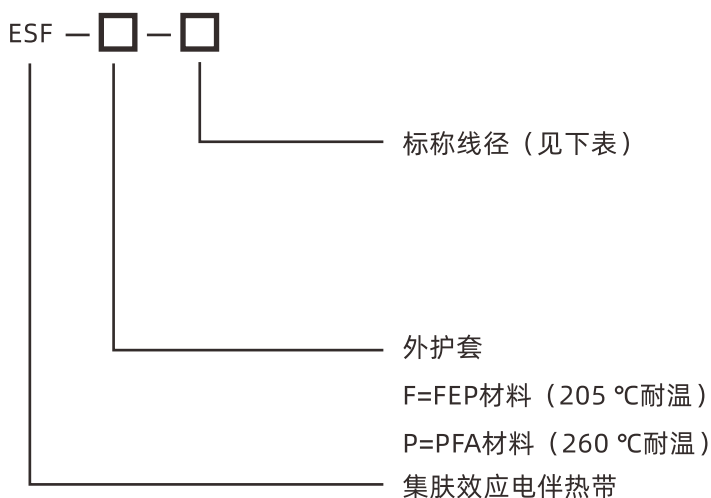 ESF — □ — □
标称线径（见下表）
外护套
F=FEP材料（205 ℃耐温）
P=PFA材料（260 ℃耐温）
集肤效应电伴热带